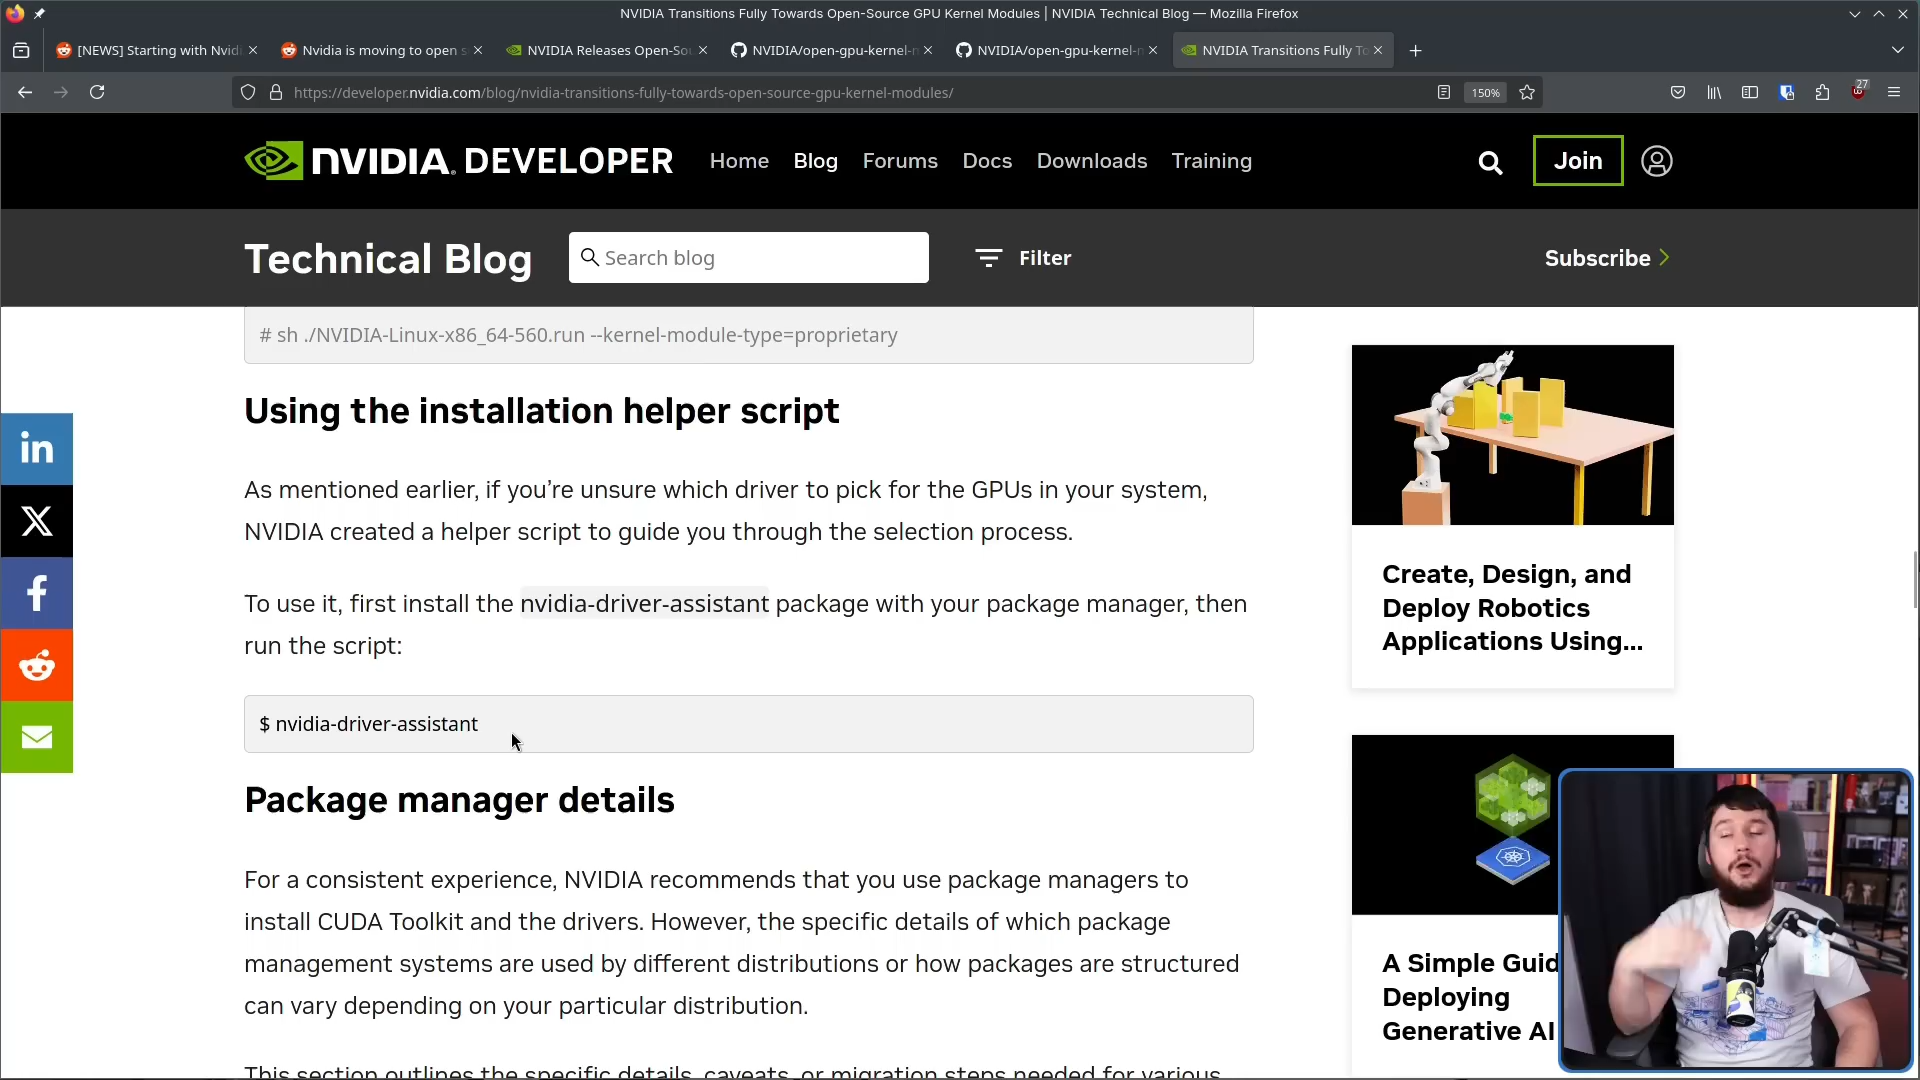 NVIDIA Transitions Fully Towards Open-Source GPU Kernel Modules | NVIDIA Technical Blog — Mozilla Firefox
[NEWS] Starting with Nvidi
Nvidia is moving to open s
NVIDIA Releases Open-Sou
NVIDIA/open-gpu-kernel-m
NVIDIA/open-gpu-kernel-m
NVIDIA Transitions Fully To
https://developer.nvidia.com/blog/nvidia-transitions-fully-towards-open-source-gpu-kernel-modules/
150%
27
NVIDIA. DEVELOPER
Home
Blog
Forums
Docs
Downloads
Training
Join
Technical Blog
Search blog
Filter
Subscribe
# sh ./NVIDIA-Linux-x86_64-560.run --kernel-module-type=proprietary
Using the installation helper script
As mentioned earlier, if you’re unsure which driver to pick for the GPUs in your system,
NVIDIA created a helper script to guide you through the selection process.
To use it, first install the nvidia-driver-assistant package with your package manager, then
run the script:
$ nvidia-driver-assistant
Package manager details
For a consistent experience, NVIDIA recommends that you use package managers to
install CUDA Toolkit and the drivers. However, the specific details of which package
management systems are used by different distributions or how packages are structured
can vary depending on your particular distribution.
This section outlines the specific details, caveats, or migration steps needed for various
Create, Design, and
Deploy Robotics
Applications Using...
A Simple Guid
Deploying
Generative AI